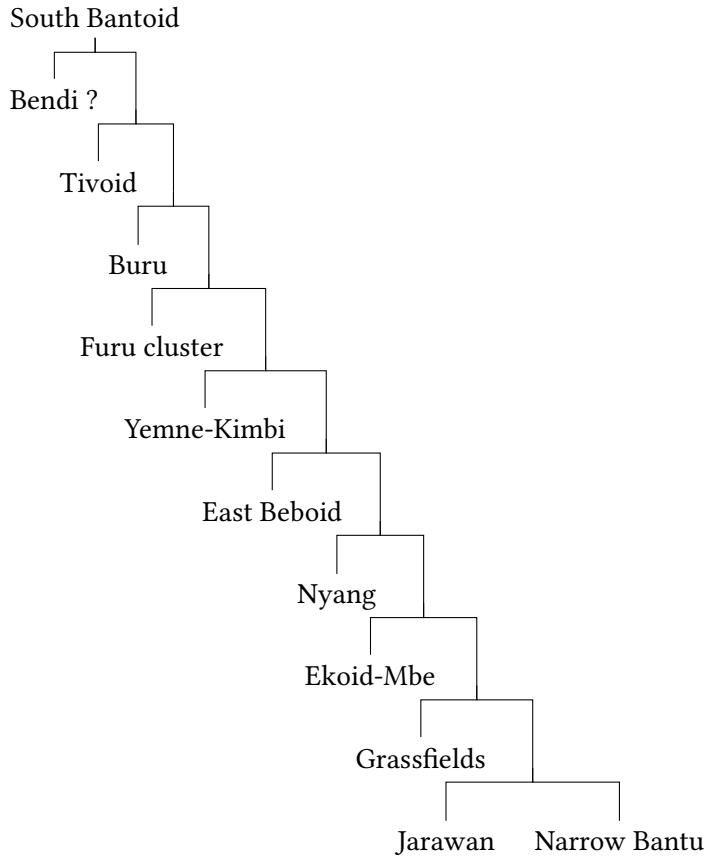 South Bantoid
Bendi ?
Tivoid
Buru
Furu cluster
Yemne-Kimbi
East Beboid
Nyang
Ekoid-Mbe
Grassfields
Jarawan Narrow Bantu